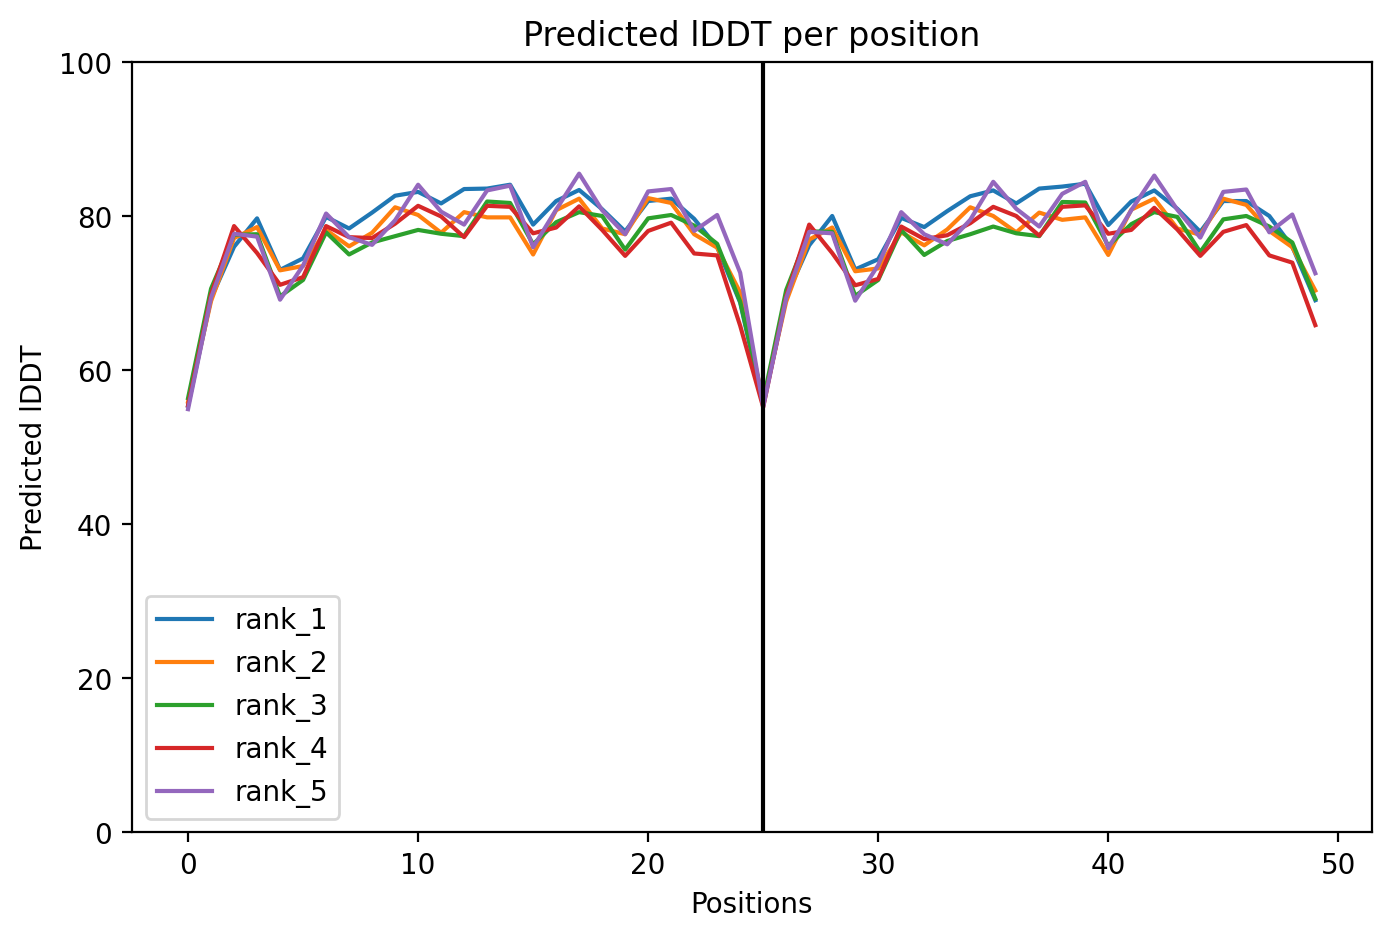 Predicted lDDT per position
Predicted lDDT
100
80
60
40
20
0
rank_1
rank_2
rank_3
rank_4
rank_5
0 10 20 30 40 50
Positions